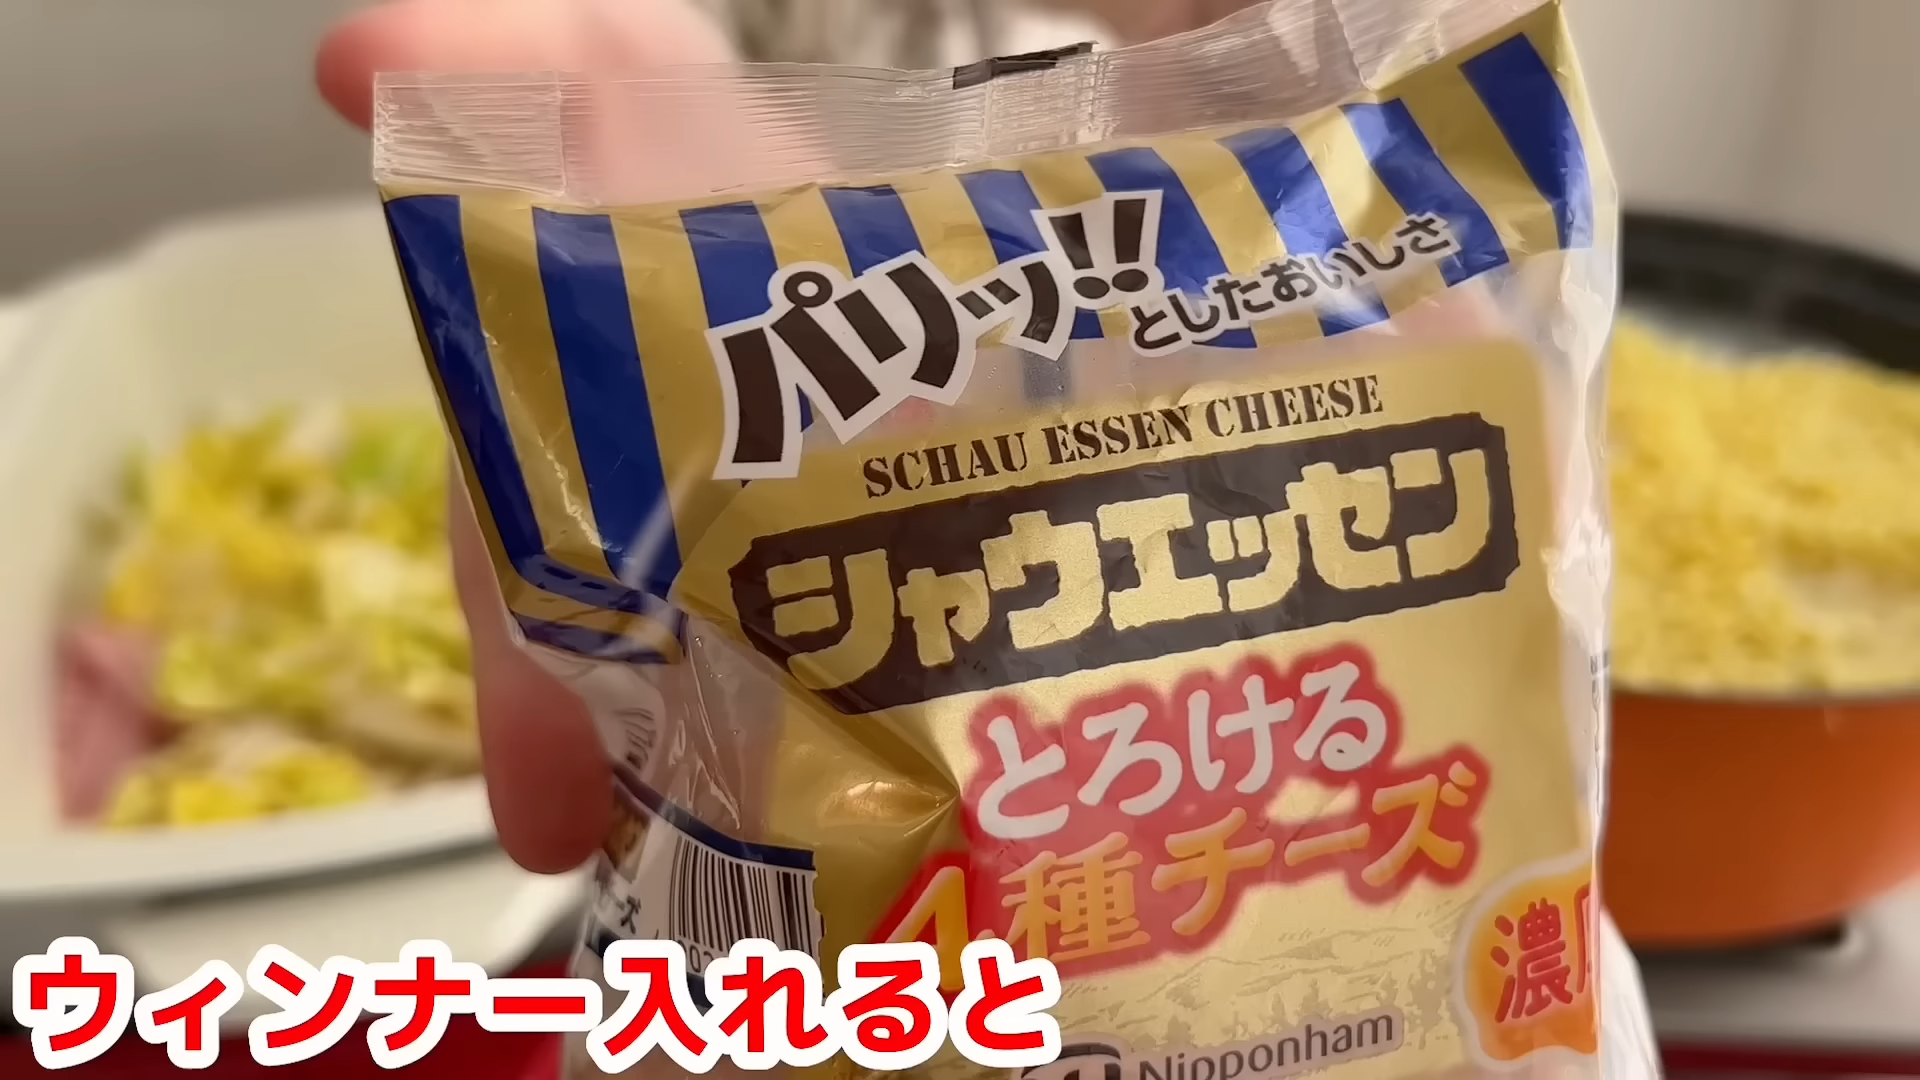 パリッ!!
としたおいしさ
SCHAU ESSEN CHEESE
シャウエッセン
とろける
4種チーズ
濃
Nipponham
ウィンナー入れると